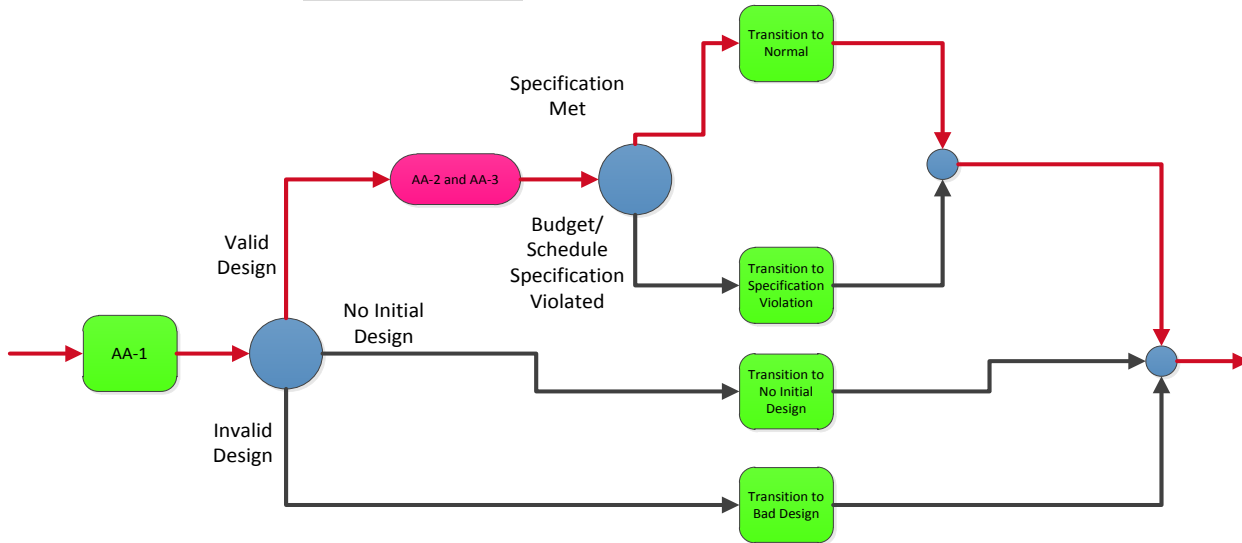 Transition to
Normal
Specification
Met
AA-2 and AA-3
Valid
Design
Budget/
Schedule
Specification
Violated
Transition to
Specification
Violation
No Initial
Design
AA-1
Transition to
No Initial
Design
Invalid
Design
Transition to
Bad Design